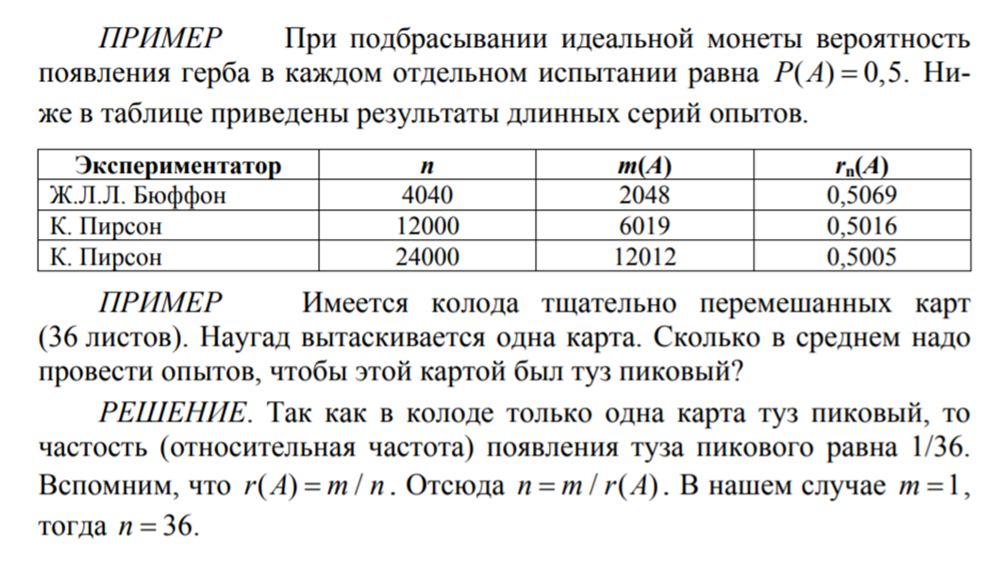 ПРИМЕР При подбрасывании идеальной монеты вероятность
появления герба в каждом отдельном испытании равна P(A) = 0,5. Ни-
же в таблице приведены результаты длинных серий опытов.
Экспериментатор n m(A) rn(A)
Ж.Л.Л. Бюффон 4040 2048 0,5069
К. Пирсон 12000 6019 0,5016
К. Пирсон 24000 12012 0,5005
ПРИМЕР Имеется колода тщательно перемешанных карт
(36 листов). Наугад вытаскивается одна карта. Сколько в среднем надо
провести опытов, чтобы этой картой был туз пиковый?
РЕШЕНИЕ. Так как в колоде только одна карта туз пиковый, то
частость (относительная частота) появления туза пикового равна 1/36.
Вспомним, что r(A) = m / n. Отсюда n = m / r(A). В нашем случае m = 1,
тогда n = 36.